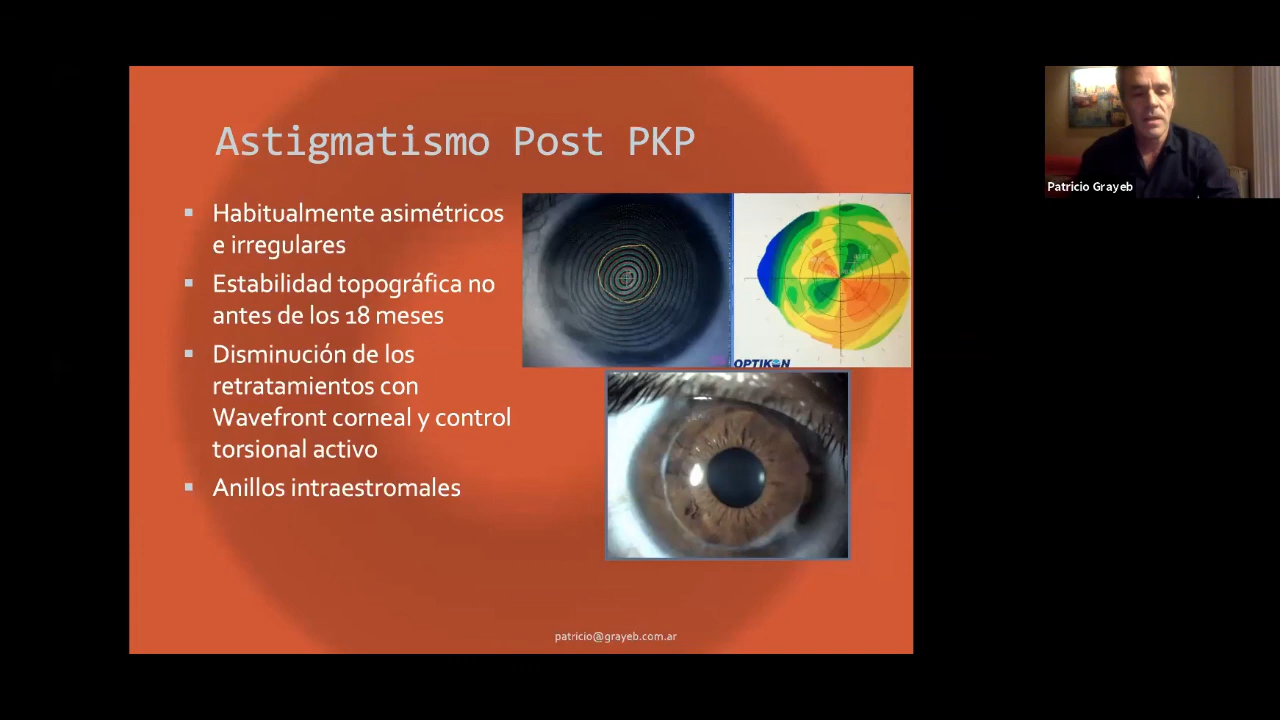 Astigmatismo Post PKP
Habitualmente asimétricos
e irregulares
Estabilidad topográfica no
antes de los 18 meses
Disminución de los
retratamientos con
Wavefront corneal y control
torsional activo
Anillos intraestromales
OPTIKON
patricio@grayeb.com.ar
Patricio Grayeb